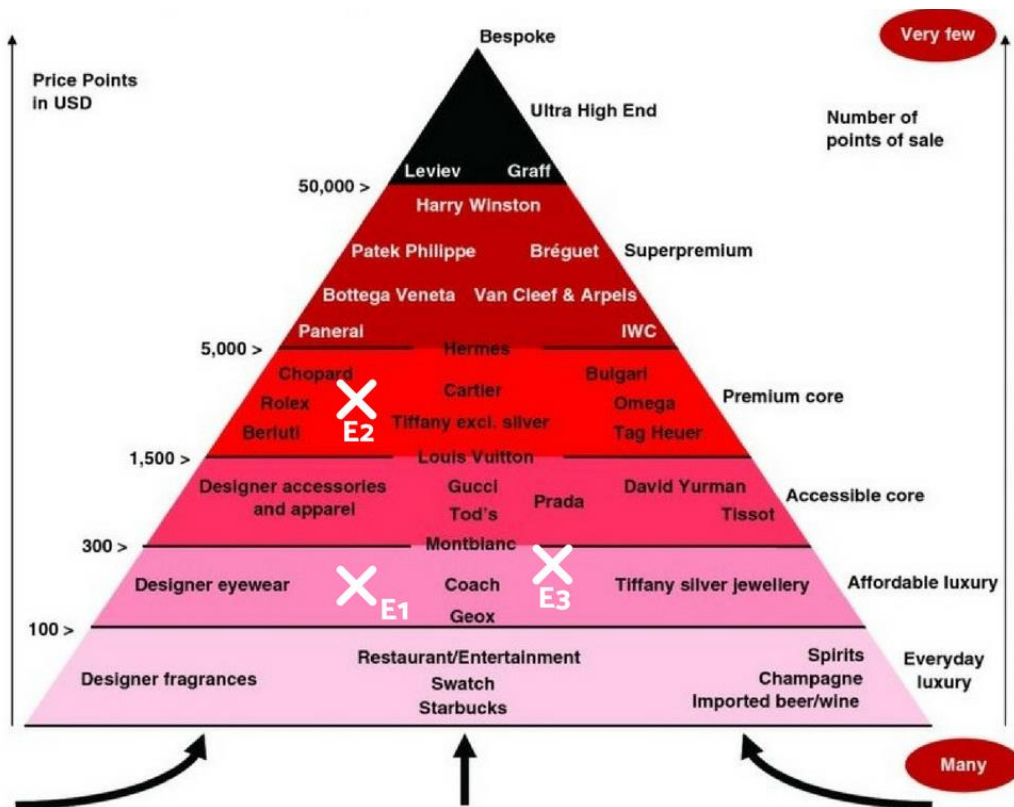 Bespoke
Very few
Price Points
in USD
Ultra High End
Number of
points of sale
Leviev Graff
50,000 >
Harry Winston
Patek Philippe Bréguet Superpremium
Bottega Veneta Van Cleef & Arpels
Panerai IWC
5,000 > Hermes
Chopard Bulgari
Cartier Premium core
Rolex Omega
E2 Tiffany excl. silver
Berluti Tag Heuer
1,500 > Louis Vuitton
Designer accessories
and apparel
Gucci
Tod's
Prada
David Yurman
Tissot
Accessible core
300 > Montblanc
Designer eyewear Coach Tiffany silver jewellery Affordable luxury
E1 E3
Geox
100 >
Restaurant/Entertainment
Swatch
Starbucks
Designer fragrances
Spirits
Champagne
Imported beer/wine
Everyday
luxury
Many